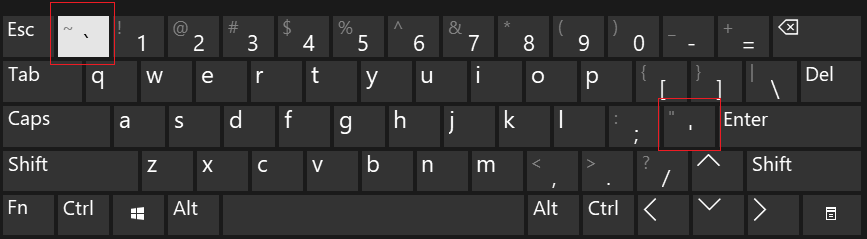 Esc ~ ` ! 1 @ 2 # 3 $ 4 % 5 ^ 6 & 7 * 8 ( 9 ) 0 _ - + =
Tab q w e r t y u i o p { [ } ] | \ Del
Caps a s d f g h j k l : ; " ' Enter
Shift z x c v b n m < , > . ? / Shift
Fn Ctrl Alt Alt Ctrl